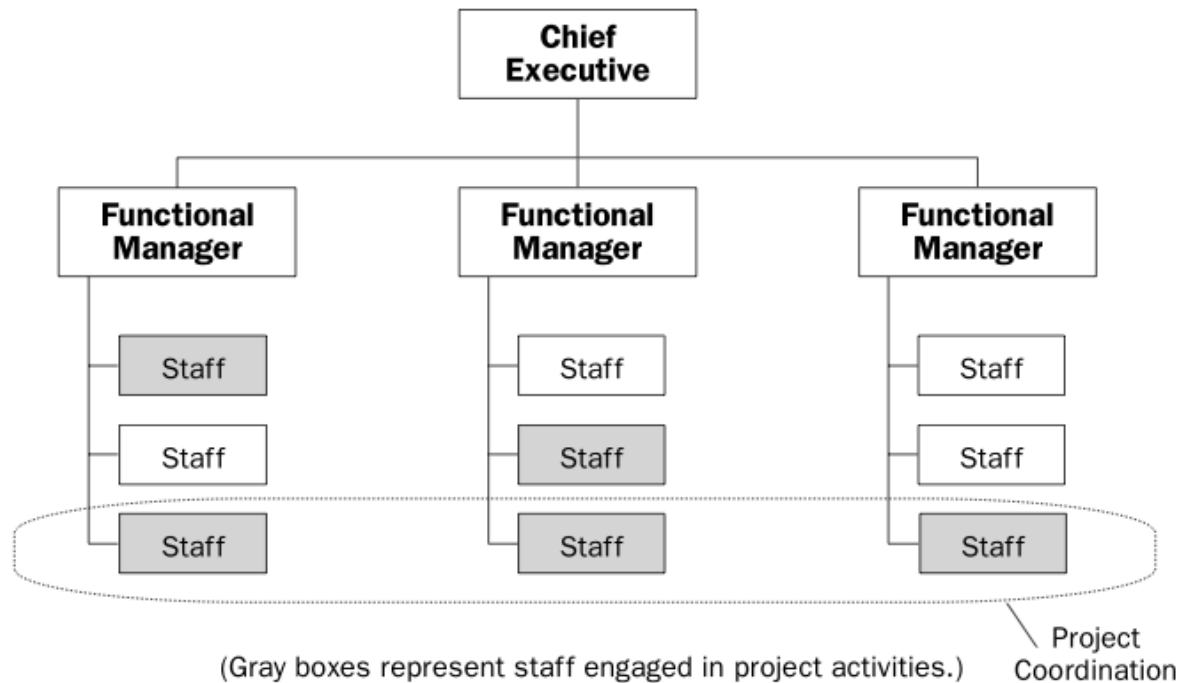 Chief
Executive
Functional
Manager
Functional
Manager
Functional
Manager
Staff
Staff
Staff
Staff
Staff
Staff
Staff
Staff
Staff
Project
Coordination
(Gray boxes represent staff engaged in project activities.)